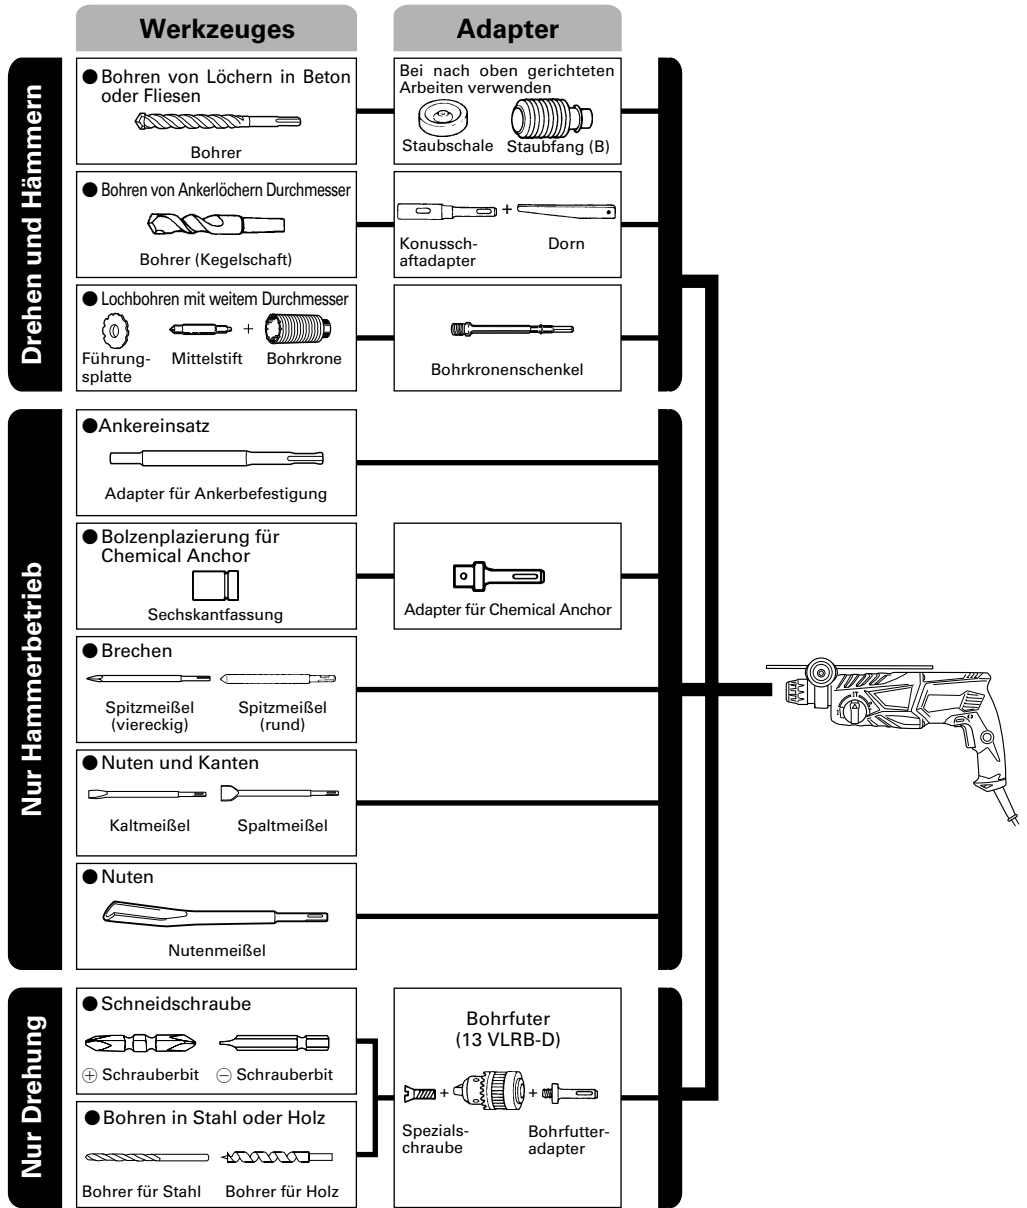 Werkzeuges
Adapter
Drehen und Hämmern
● Bohren von Löchern in Beton
oder Fliesen
Bohrer
Bei nach oben gerichteten
Arbeiten verwenden
Staubschale
Staubfang (B)
● Bohren von Ankerlöchern Durchmesser
Bohrer (Kegelschaft)
+
Konussch-
aftadapter
Dorn
● Lochbohren mit weitem Durchmesser
+
Führung-
splatte
Mittelstift
Bohrkrone
Bohrkronenschenkel
Nur Hammerbetrieb
●Ankereinsatz
Adapter für Ankerbefestigung
● Bolzenplazierung für
Chemical Anchor
Sechskantfassung
Adapter für Chemical Anchor
● Brechen
Spitzmeißel
(viereckig)
Spitzmeißel
(rund)
● Nuten und Kanten
Kaltmeißel
Spaltmeißel
● Nuten
Nutenmeißel
Nur Drehung
● Schneidschraube
⊕ Schrauberbit
⊖ Schrauberbit
● Bohren in Stahl oder Holz
Bohrer für Stahl
Bohrer für Holz
Bohrfuter
(13 VLRB-D)
+
+
Spezials-
chraube
Bohrfutter-
adapter